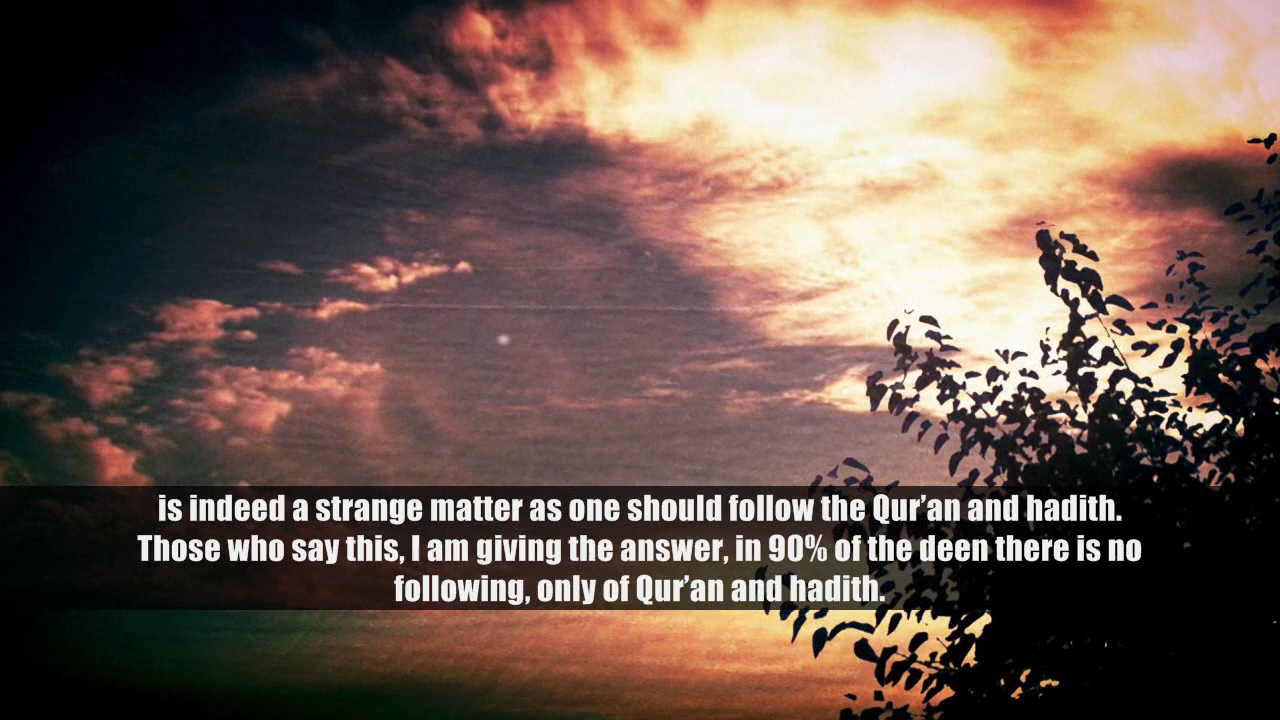 is indeed a strange matter as one should follow the Qur’an and hadith.
Those who say this, I am giving the answer, in 90% of the deen there is no
following, only of Qur’an and hadith.